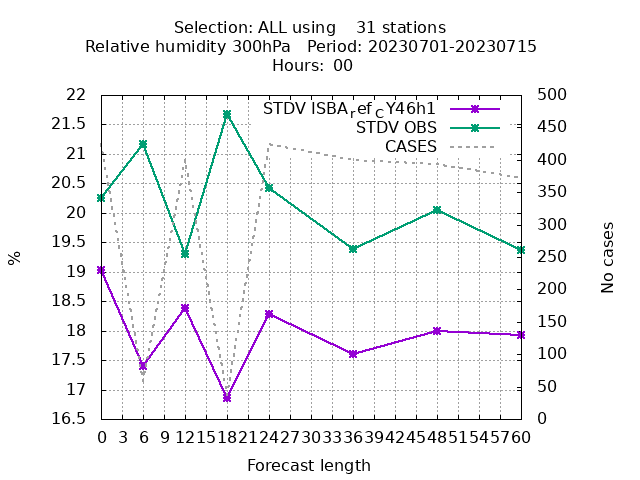 Selection: ALL using    31 stations
Relative humidity 300hPa   Period: 20230701-20230715
Hours:  00
STDV ISBA_ref_CY46h1
STDV OBS
CASES
22
21.5
21
20.5
20
19.5
19
18.5
18
17.5
17
16.5
%
500
450
400
350
300
250
200
150
100
50
0
No cases
0 3 6 9 12 15 18 21 24 27 30 33 36 39 42 45 48 51 54 57 60
Forecast length